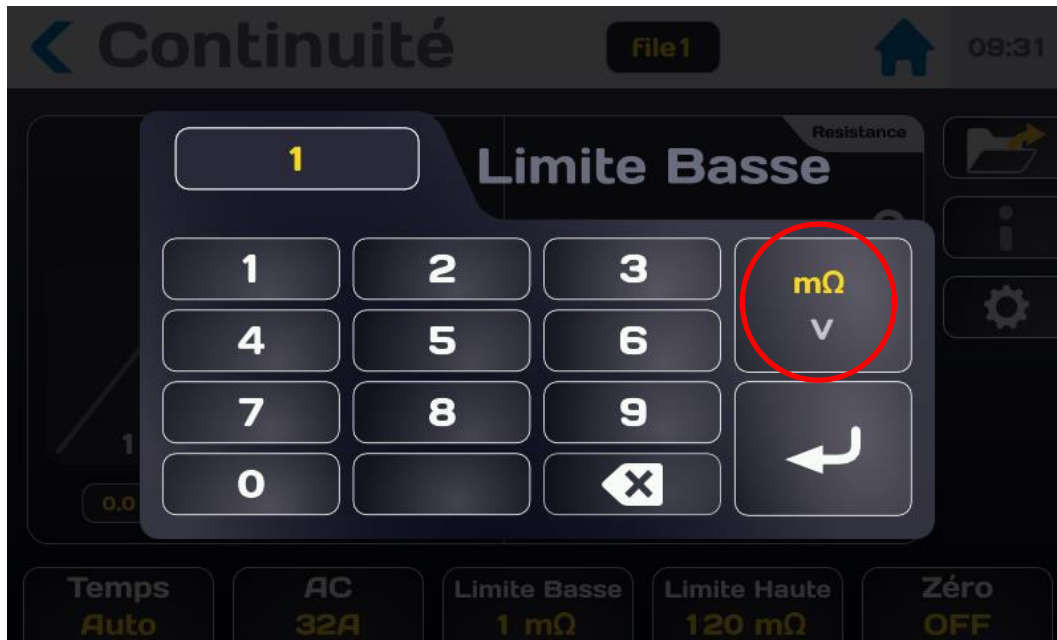 Continuité
file1
09:31
Resistance
1
Limite Basse
1 2 3 mΩ
V
4 5 6
7 8 9
0
1
0.0
Temps AC Limite Basse Limite Haute Zéro
Auto 32A 1 mΩ 120 mΩ OFF